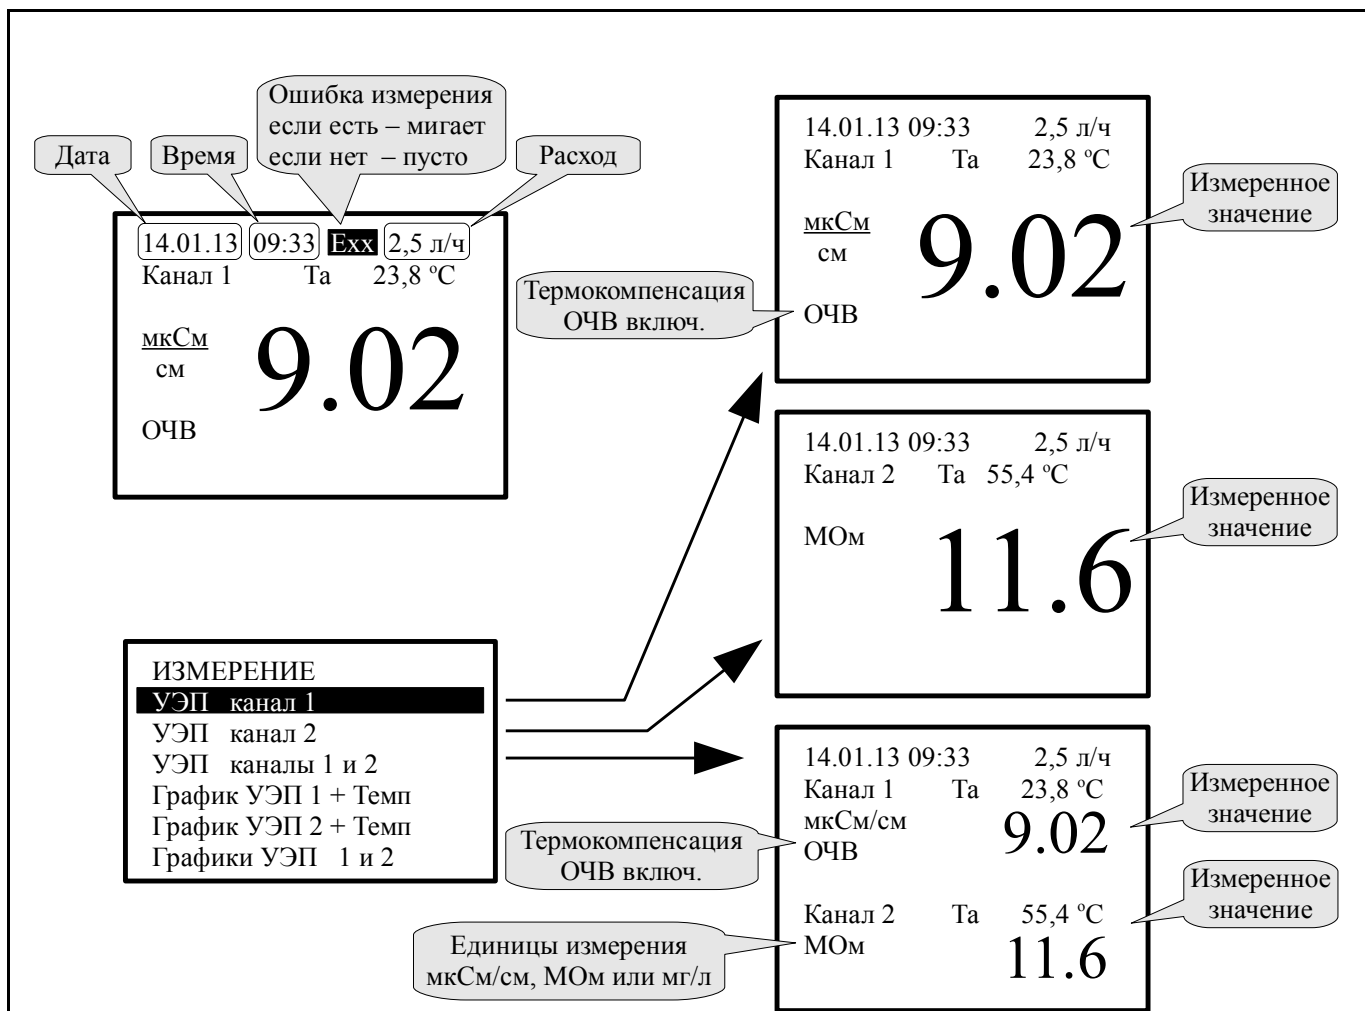 Ошибка измерения
если есть – мигает
если нет – пусто
Дата
Время
Расход
14.01.13 09:33 Exx 2,5 л/ч
Канал 1 Та 23,8 °C
мкСм
см
9.02
ОЧВ
14.01.13 09:33 2,5 л/ч
Канал 1 Та 23,8 °C
мкСм
см
9.02
ОЧВ
Измеренное
значение
Термокомпенсация
ОЧВ включ.
14.01.13 09:33 2,5 л/ч
Канал 2 Та 55,4 °C
МОм
11.6
Измеренное
значение
ИЗМЕРЕНИЕ
УЭП канал 1
УЭП канал 2
УЭП каналы 1 и 2
График УЭП 1 + Темп
График УЭП 2 + Темп
Графики УЭП 1 и 2
14.01.13 09:33 2,5 л/ч
Канал 1 Та 23,8 °C
мкСм/см
9.02
ОЧВ
Измеренное
значение
Термокомпенсация
ОЧВ включ.
Канал 2 Та 55,4 °C
МОм
11.6
Измеренное
значение
Единицы измерения
мкСм/см, МОм или мг/л